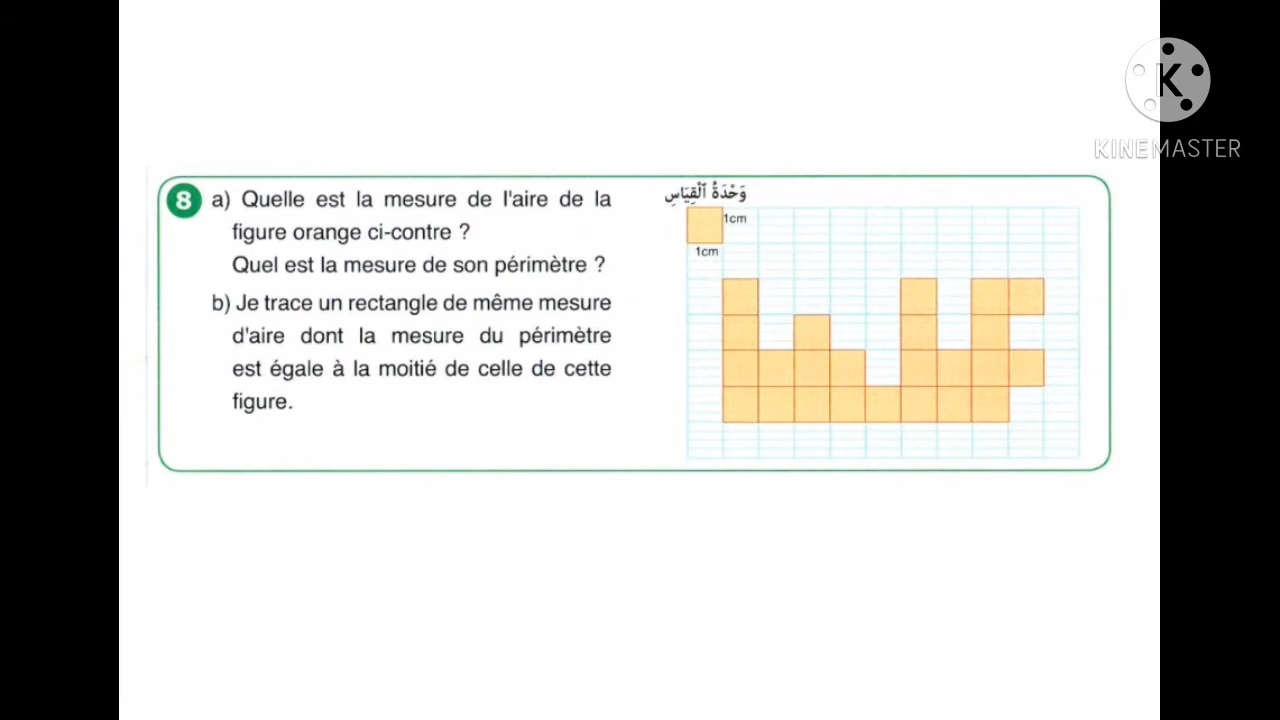 KINEMASTER
8 a) Quelle est la mesure de l'aire de la
figure orange ci-contre ?
Quel est la mesure de son périmètre ?
b) Je trace un rectangle de même mesure
d'aire dont la mesure du périmètre
est égale à la moitié de celle de cette
figure.
وَحْدَةُ ٱلْقِيَاسِ
1cm
1cm